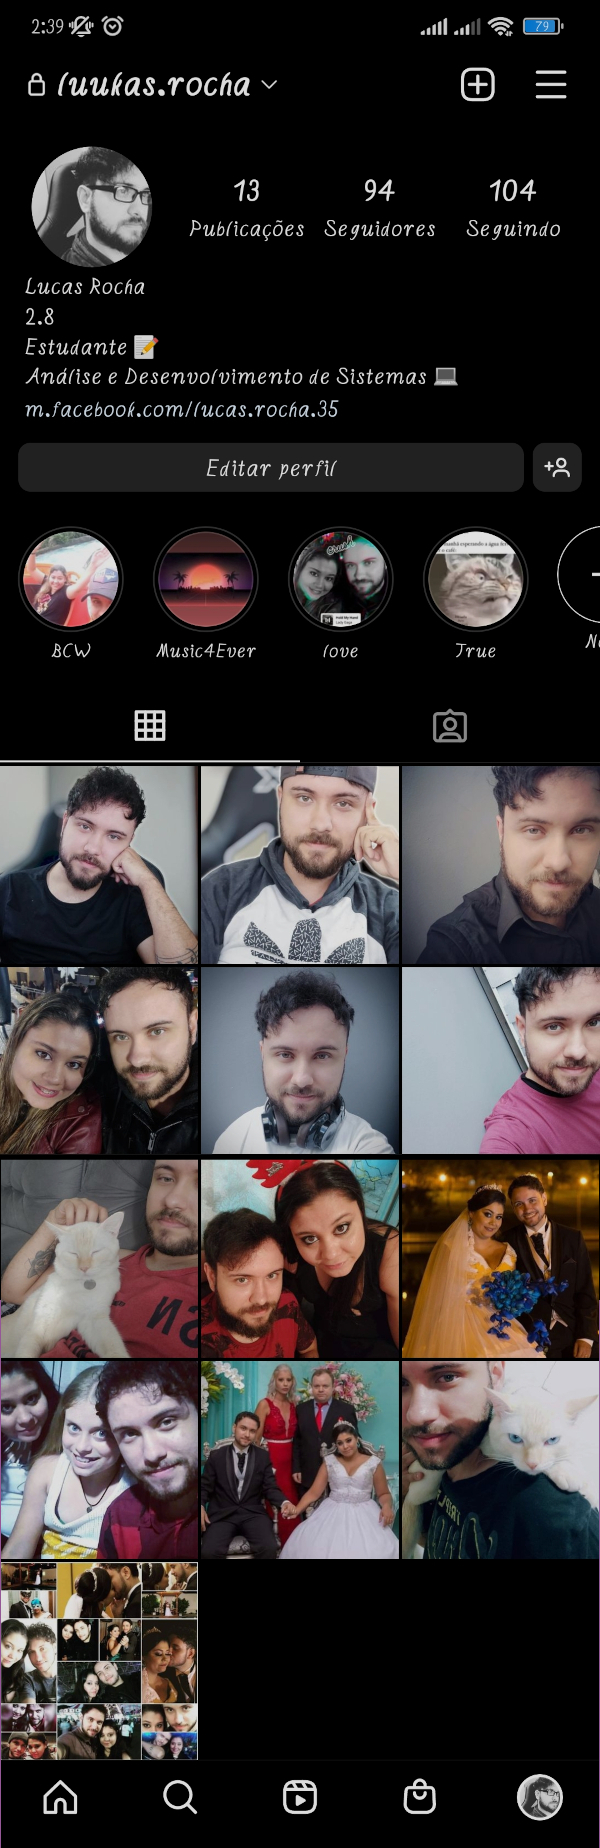 2:39
79
luukas.rocha
13 94 104
Publicações Seguidores Seguindo
Lucas Rocha
2.8
Estudante 📝
Análise e Desenvolvimento de Sistemas 💻
m.facebook.com/lucas.rocha.35
Editar perfil
Crush
BCW Music4Ever love True